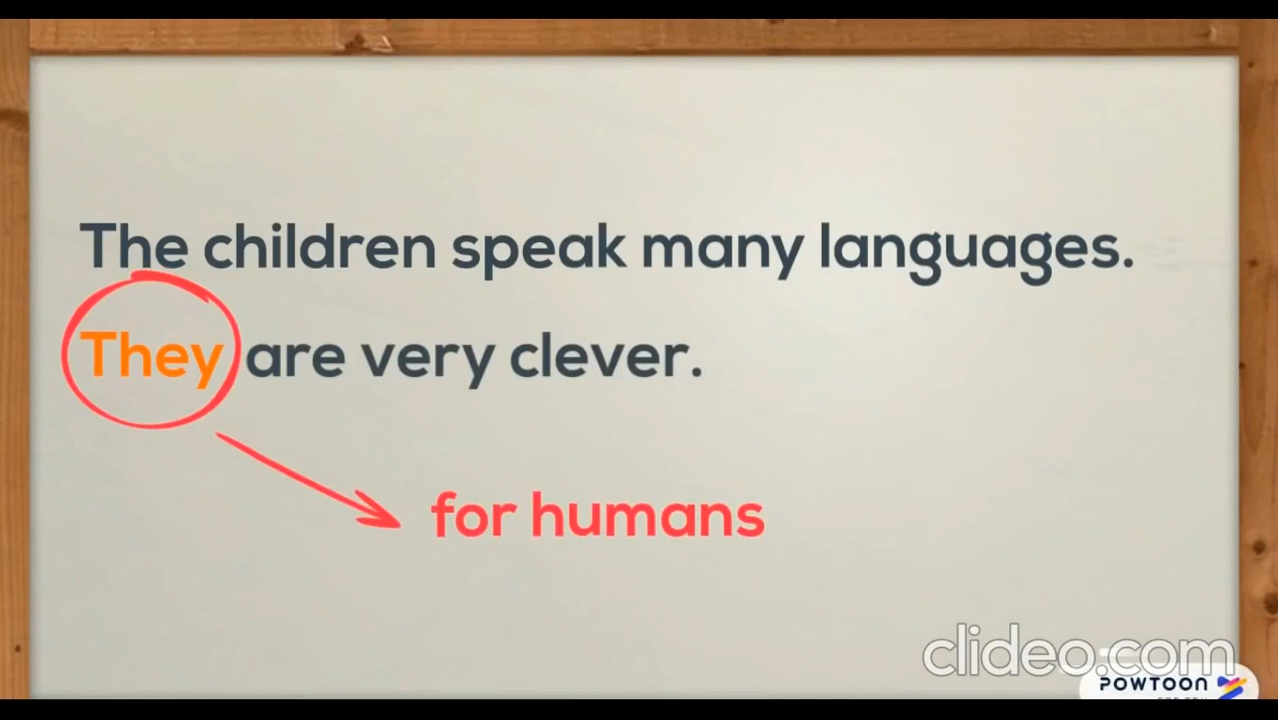 The children speak many languages.
They are very clever.
for humans
clideo.com
POWTOON